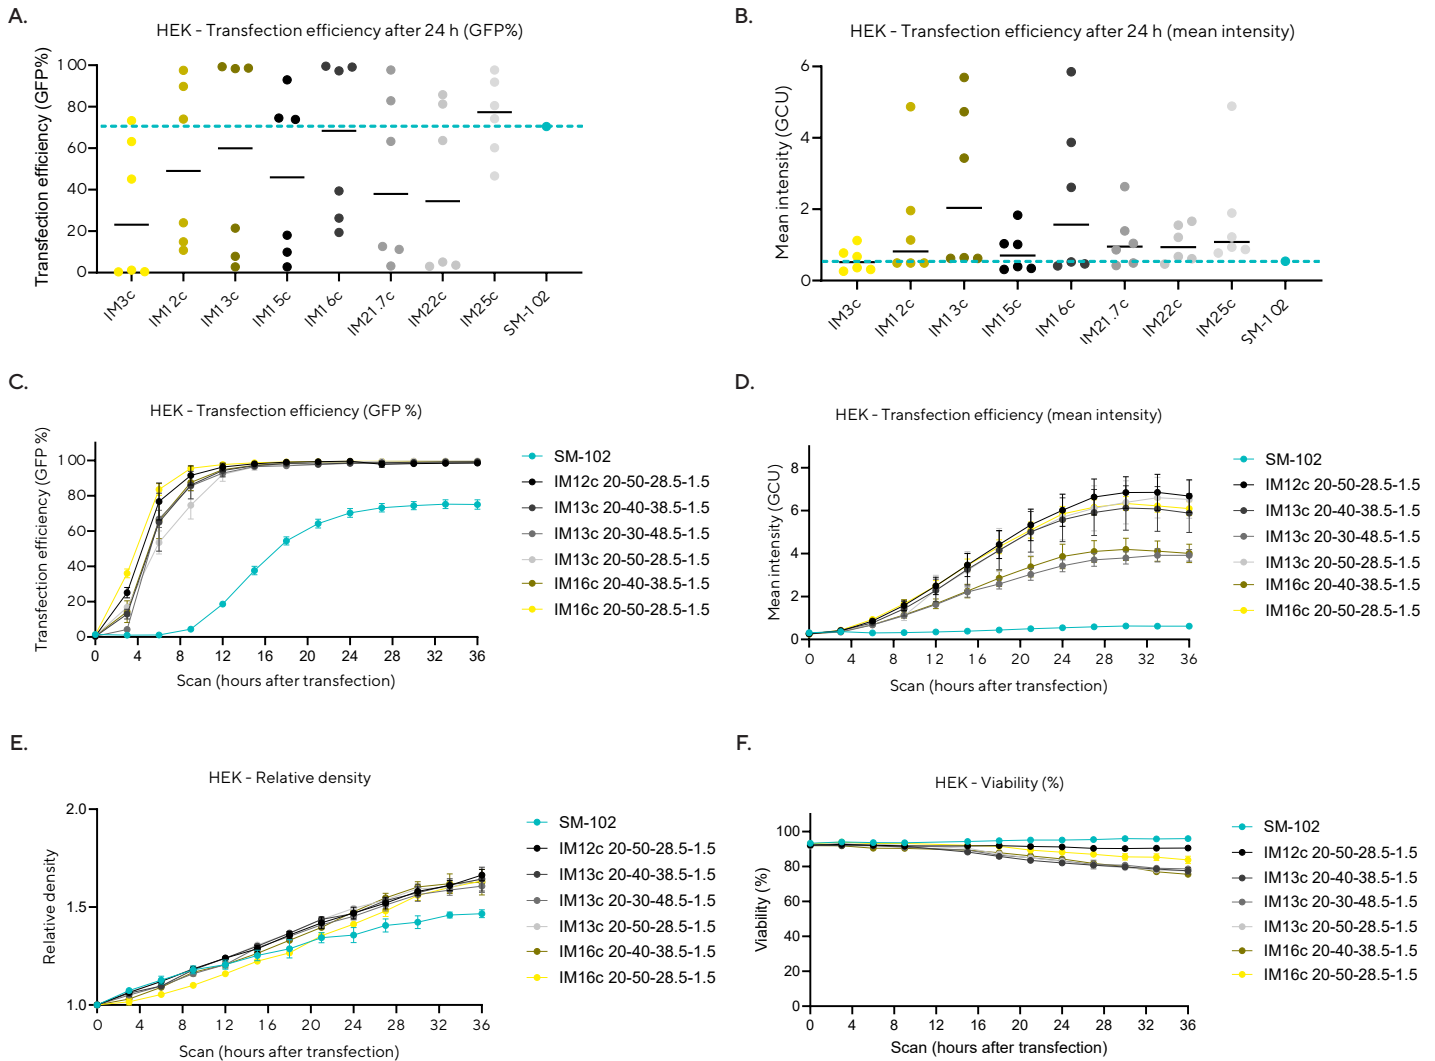 A.
HEK - Transfection efficiency after 24 h (GFP%)
Transfection efficiency (GFP%)
100
80
60
40
20
0
IM3c
IM12c
IM13c
IM15c
IM16c
IM21.7c
IM22c
IM25c
SM-102
B.
HEK - Transfection efficiency after 24 h (mean intensity)
Mean intensity (GCU)
6
4
2
0
IM3c
IM12c
IM13c
IM15c
IM16c
IM21.7c
IM22c
IM25c
SM-102
C.
HEK - Transfection efficiency (GFP %)
Transfection efficiency (GFP %)
100
80
60
40
20
0
0 4 8 12 16 20 24 28 32 36
Scan (hours after transfection)
SM-102
IM12c 20-50-28.5-1.5
IM13c 20-40-38.5-1.5
IM13c 20-30-48.5-1.5
IM13c 20-50-28.5-1.5
IM16c 20-40-38.5-1.5
IM16c 20-50-28.5-1.5
D.
HEK - Transfection efficiency (mean intensity)
Mean intensity (GCU)
8
6
4
2
0
0 4 8 12 16 20 24 28 32 36
Scan (hours after transfection)
SM-102
IM12c 20-50-28.5-1.5
IM13c 20-40-38.5-1.5
IM13c 20-30-48.5-1.5
IM13c 20-50-28.5-1.5
IM16c 20-40-38.5-1.5
IM16c 20-50-28.5-1.5
E.
HEK - Relative density
Relative density
2.0
1.5
1.0
0 4 8 12 16 20 24 28 32 36
Scan (hours after transfection)
SM-102
IM12c 20-50-28.5-1.5
IM13c 20-40-38.5-1.5
IM13c 20-30-48.5-1.5
IM13c 20-50-28.5-1.5
IM16c 20-40-38.5-1.5
IM16c 20-50-28.5-1.5
F.
HEK - Viability (%)
Viability (%)
100
80
60
40
20
0
0 4 8 12 16 20 24 28 32 36
Scan (hours after transfection)
SM-102
IM12c 20-50-28.5-1.5
IM13c 20-40-38.5-1.5
IM13c 20-30-48.5-1.5
IM13c 20-50-28.5-1.5
IM16c 20-40-38.5-1.5
IM16c 20-50-28.5-1.5